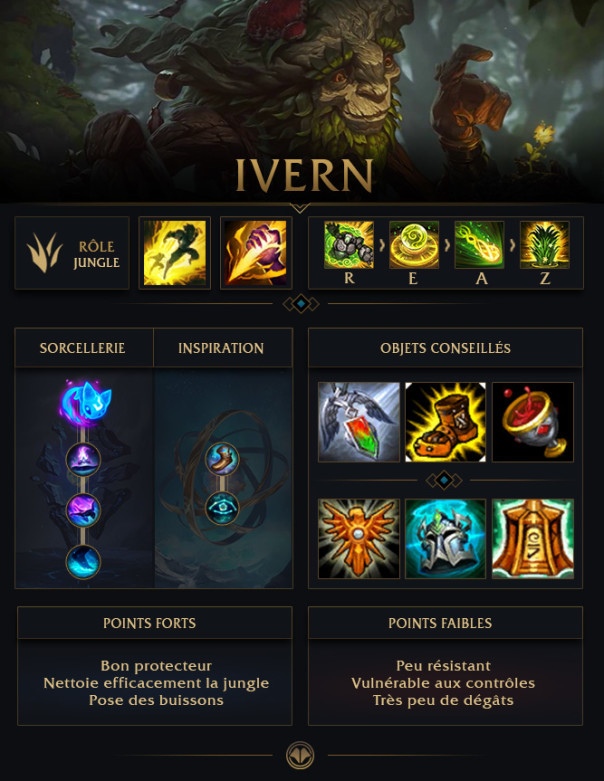 IVERN
RÔLE
JUNGLE
R
E
A
Z
SORCELLERIE
INSPIRATION
OBJETS CONSEILLÉS
POINTS FORTS
Bon protecteur
Nettoie efficacement la jungle
Pose des buissons
POINTS FAIBLES
Peu résistant
Vulnérable aux contrôles
Très peu de dégâts